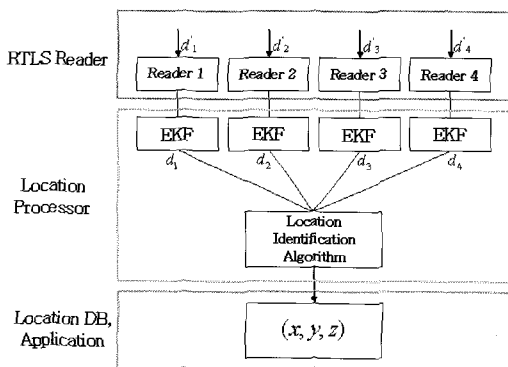 d'1 d'2 d'3 d'4
RTLS Reader
Reader 1 Reader 2 Reader 3 Reader 4
EKF EKF EKF EKF
d1 d2 d3 d4
Location
Processor
Location
Identification
Algorithm
Location DB,
Application
(x, y, z)